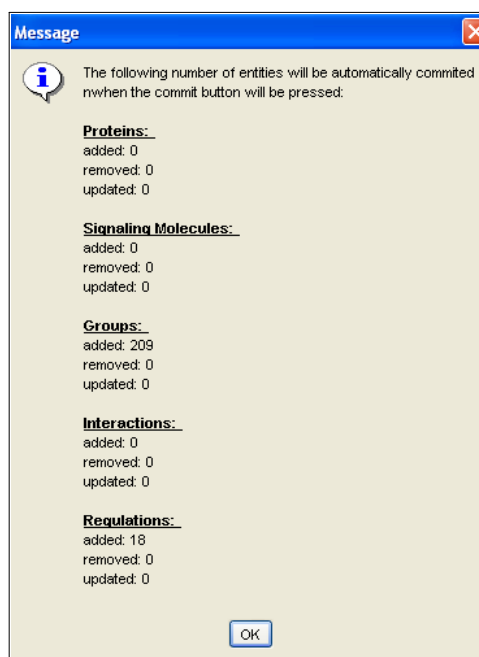 Message
The following number of entities will be automatically commited
nwhen the commit button will be pressed:
Proteins:
added: 0
removed: 0
updated: 0
Signaling Molecules:
added: 0
removed: 0
updated: 0
Groups:
added: 209
removed: 0
updated: 0
Interactions:
added: 0
removed: 0
updated: 0
Regulations:
added: 18
removed: 0
updated: 0
OK